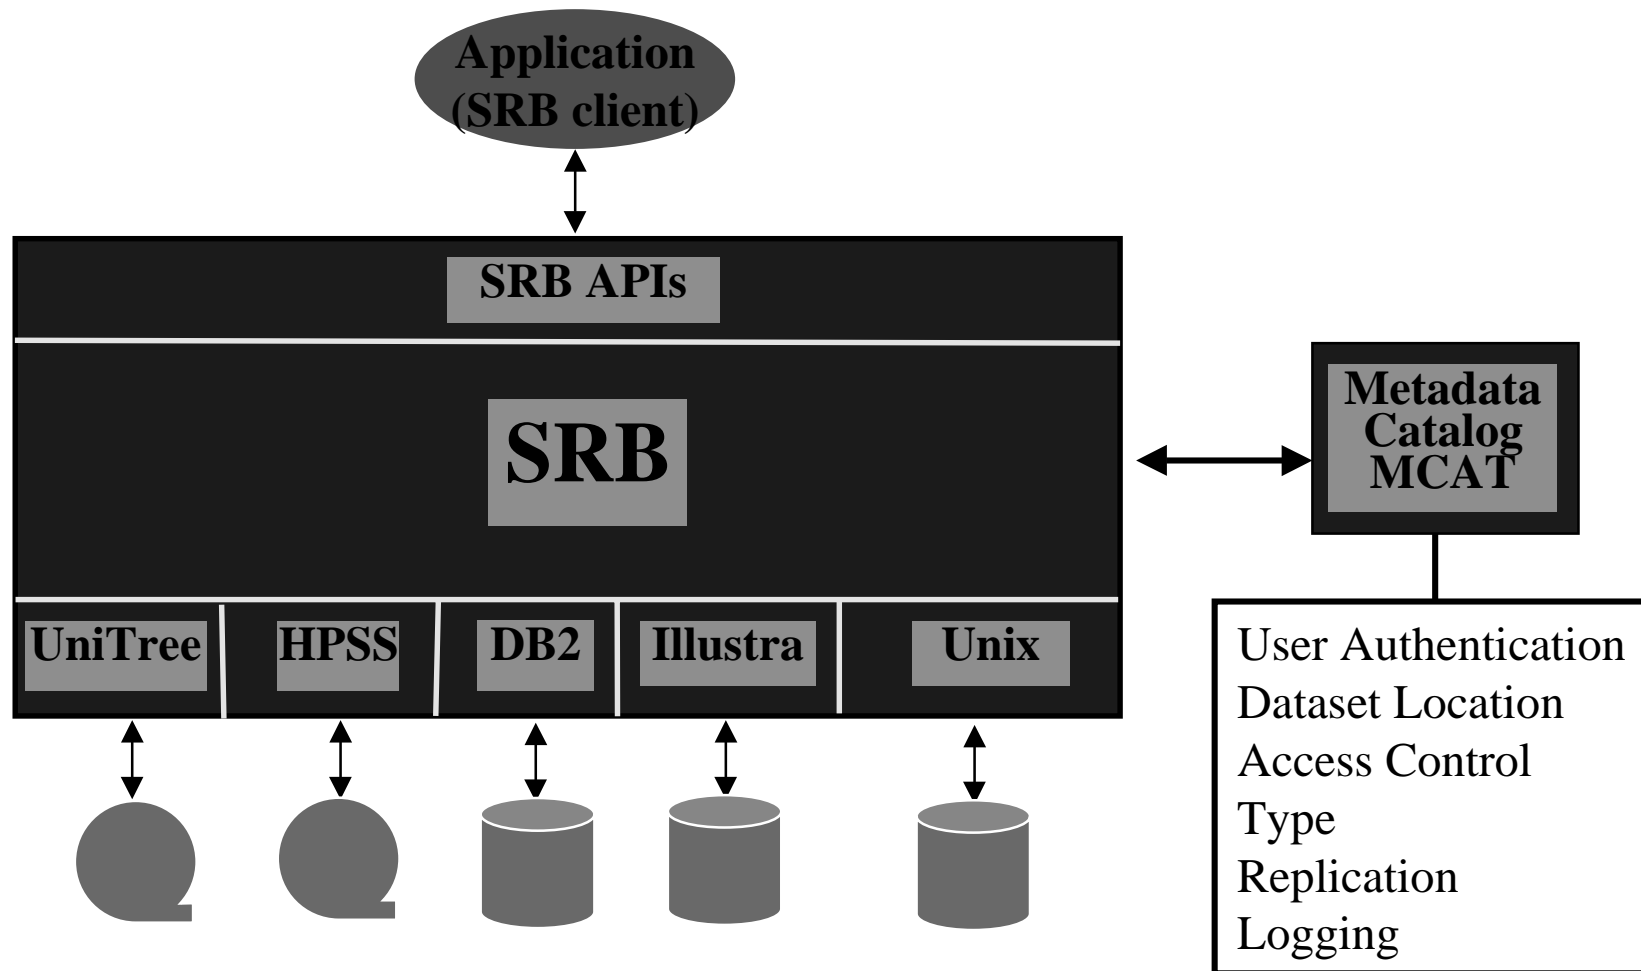 Application
(SRB client)
SRB APIs
SRB
Metadata
Catalog
MCAT
UniTree
HPSS
DB2
Illustra
Unix
User Authentication
Dataset Location
Access Control
Type
Replication
Logging